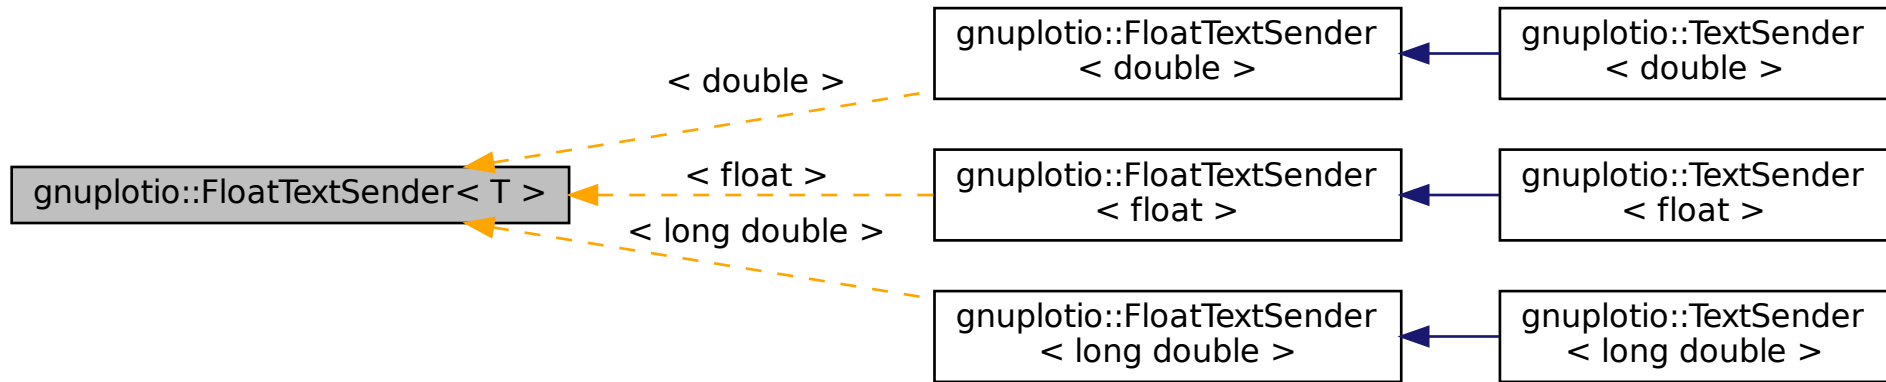 gnuplotio::FloatTextSender< T >
< double >
< float >
< long double >
gnuplotio::FloatTextSender
< double >
gnuplotio::TextSender
< double >
gnuplotio::FloatTextSender
< float >
gnuplotio::TextSender
< float >
gnuplotio::FloatTextSender
< long double >
gnuplotio::TextSender
< long double >